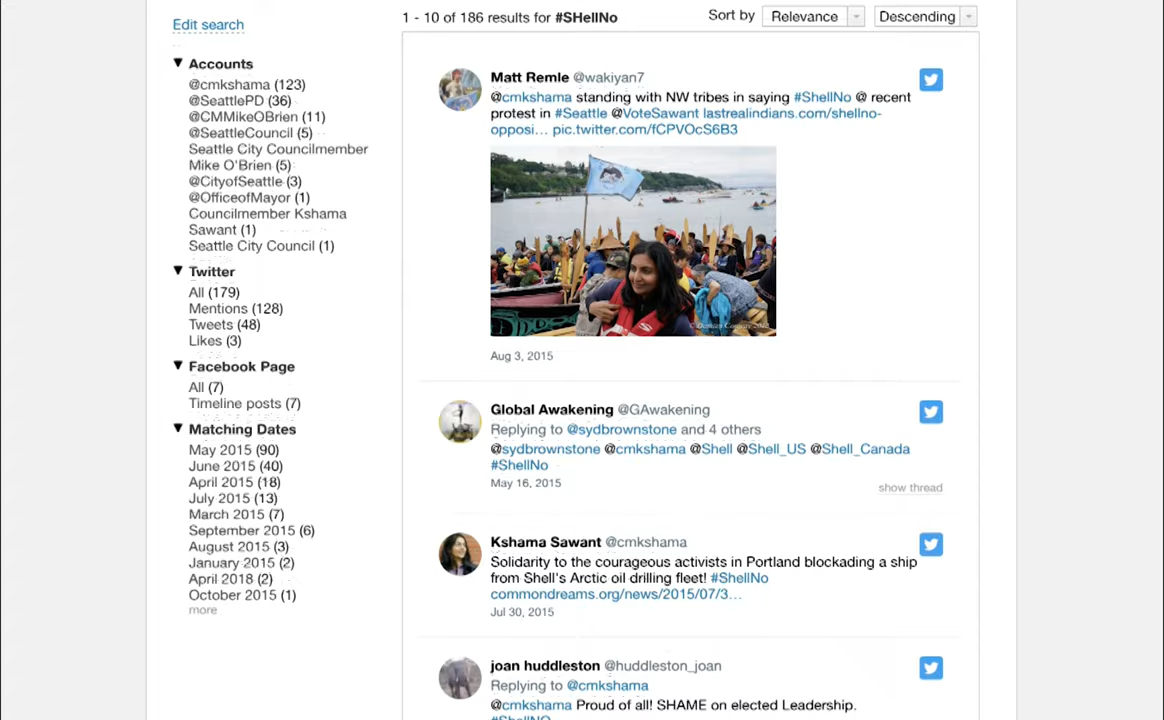 Edit search
1 - 10 of 186 results for #SHellNo
Sort by Relevance Descending
Accounts
@cmkshama (123)
@SeattlePD (36)
@CMMikeOBrien (11)
@SeattleCouncil (5)
Seattle City Councilmember
Mike O'Brien (5)
@CityofSeattle (3)
@OfficeofMayor (1)
Councilmember Kshama
Sawant (1)
Seattle City Council (1)
Twitter
All (179)
Mentions (128)
Tweets (48)
Likes (3)
Facebook Page
All (7)
Timeline posts (7)
Matching Dates
May 2015 (90)
June 2015 (40)
April 2015 (18)
July 2015 (13)
March 2015 (7)
September 2015 (6)
August 2015 (3)
January 2015 (2)
April 2018 (2)
October 2015 (1)
more
Matt Remle @wakiyan7
@cmkshama standing with NW tribes in saying #ShellNo @ recent
protest in #Seattle @VoteSawant lastrealindians.com/shellno-
opposi… pic.twitter.com/fCPVOcS6B3
Aug 3, 2015
Global Awakening @GAwakening
Replying to @sydbrownstone and 4 others
@sydbrownstone @cmkshama @Shell @Shell_US @Shell_Canada
#ShellNo
May 16, 2015
show thread
Kshama Sawant @cmkshama
Solidarity to the courageous activists in Portland blockading a ship
from Shell's Arctic oil drilling fleet! #ShellNo
commondreams.org/news/2015/07/3…
Jul 30, 2015
joan huddleston @huddleston_joan
Replying to @cmkshama
@cmkshama Proud of all! SHAME on elected Leadership.
#ShellNO